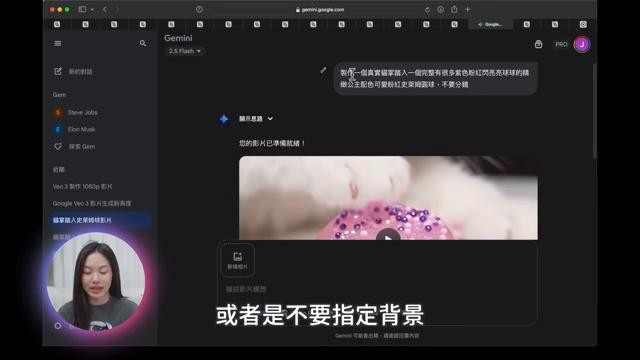 gemini.google.com
Google...
Gemini
2.5 Flash
PRO
J
新的對話
Gem
S
Steve Jobs
E
Elon Musk
探索 Gem
近期
Veo 3 製作 1080p 影片
Google Veo 3 影片生成新高度
貓掌踏入史萊姆球影片
製作一個真實貓掌踏入一個完整有很多紫色粉紅閃亮亮球球的精
緻公主配色可愛粉紅史萊姆圓球，不要分鏡
顯示思路
您的影片已準備就緒！
新增相片
描述影片構想
或者是不要指定背景
Gemini 可能會出錯，請查證回覆內容